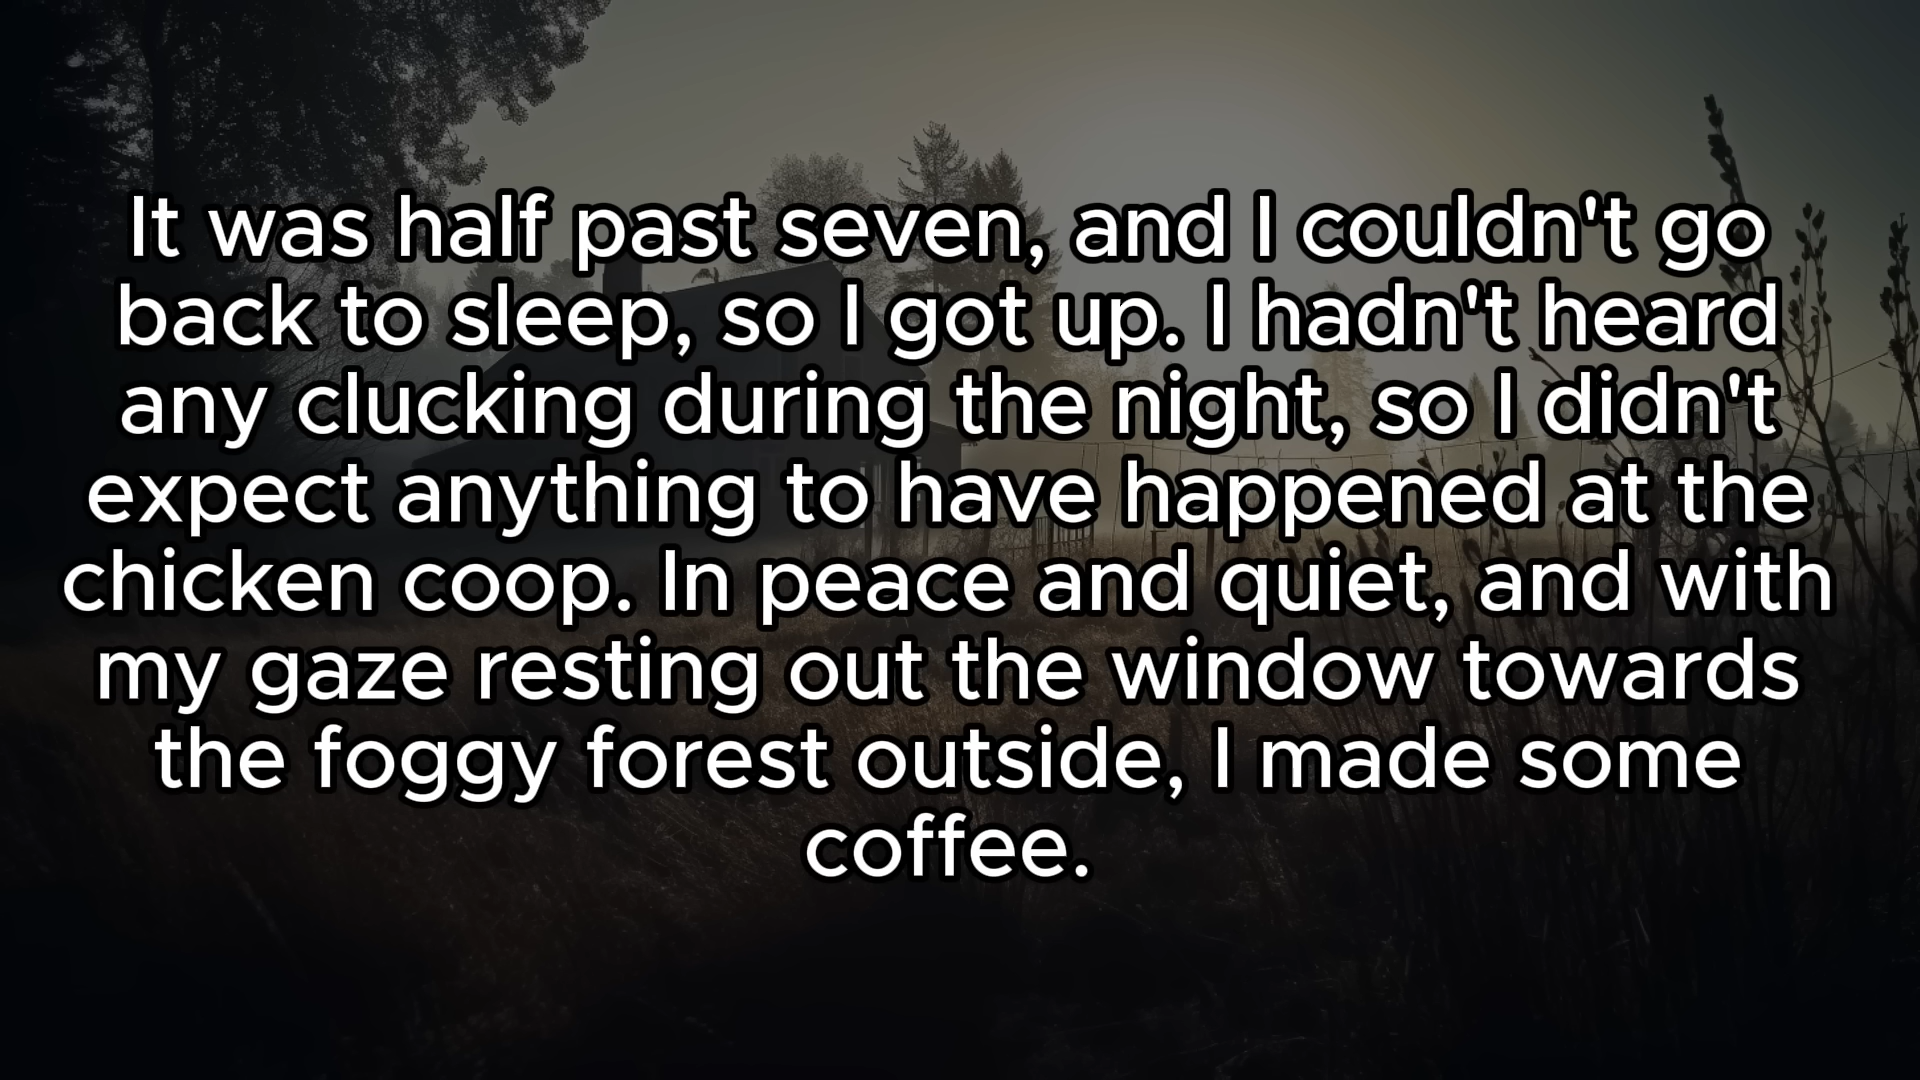 It was half past seven, and I couldn't go
back to sleep, so I got up. I hadn't heard
any clucking during the night, so I didn't
expect anything to have happened at the
chicken coop. In peace and quiet, and with
my gaze resting out the window towards
the foggy forest outside, I made some
coffee.